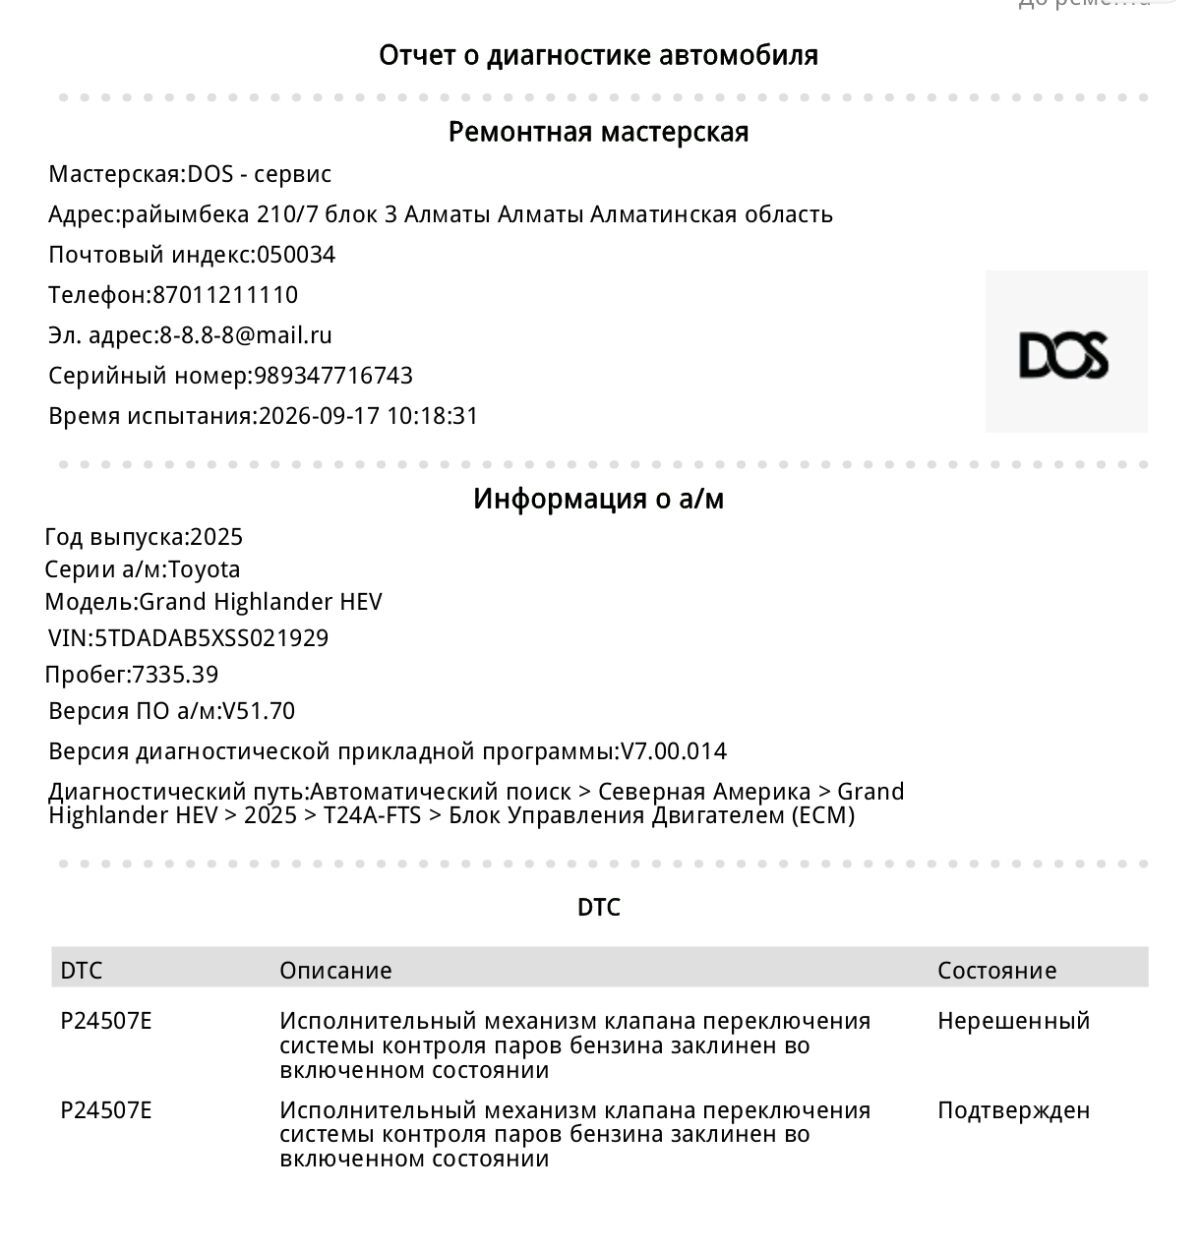 Отчет о диагностике автомобиля
Ремонтная мастерская
Мастерская:DOS - сервис
Адрес:райымбека 210/7 блок 3 Алматы Алматы Алматинская область
Почтовый индекс:050034
Телефон:87011211110
Эл. адрес:8-8.8-8@mail.ru
Серийный номер:989347716743
Время испытания:2026-09-17 10:18:31
DOS
Информация о а/м
Год выпуска:2025
Серии а/м:Toyota
Модель:Grand Highlander HEV
VIN:5TDADAB5XSS021929
Пробег:7335.39
Версия ПО а/м:V51.70
Версия диагностической прикладной программы:V7.00.014
Диагностический путь:Автоматический поиск > Северная Америка > Grand
Highlander HEV > 2025 > T24A-FTS > Блок Управления Двигателем (ECM)
DTC
DTC Описание Состояние
P24507E Исполнительный механизм клапана переключения Нерешенный
системы контроля паров бензина заклинен во
включенном состоянии
P24507E Исполнительный механизм клапана переключения Подтвержден
системы контроля паров бензина заклинен во
включенном состоянии